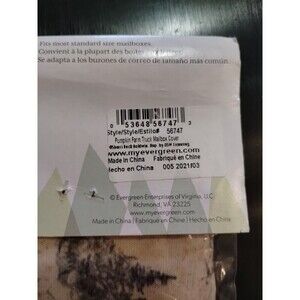 Fits most standard size mailboxes.
Convient à la plupart des boîtes aux lettres
Se adapta a los buzones de correo de tamaño más común.
0 53648 56747 3
Style/Style/Estilo# 56747
Pumpkin Farm Truck Mailbox Cover
www.myevergreen.com
Made In China Fabriqué en Chine
Hecho en China 005 2021/03
© Evergreen Enterprises of Virginia, LLC
Richmond, VA 23225
www.myevergreen.com
Made in China | Fabriqué en Chine | Hecho en China